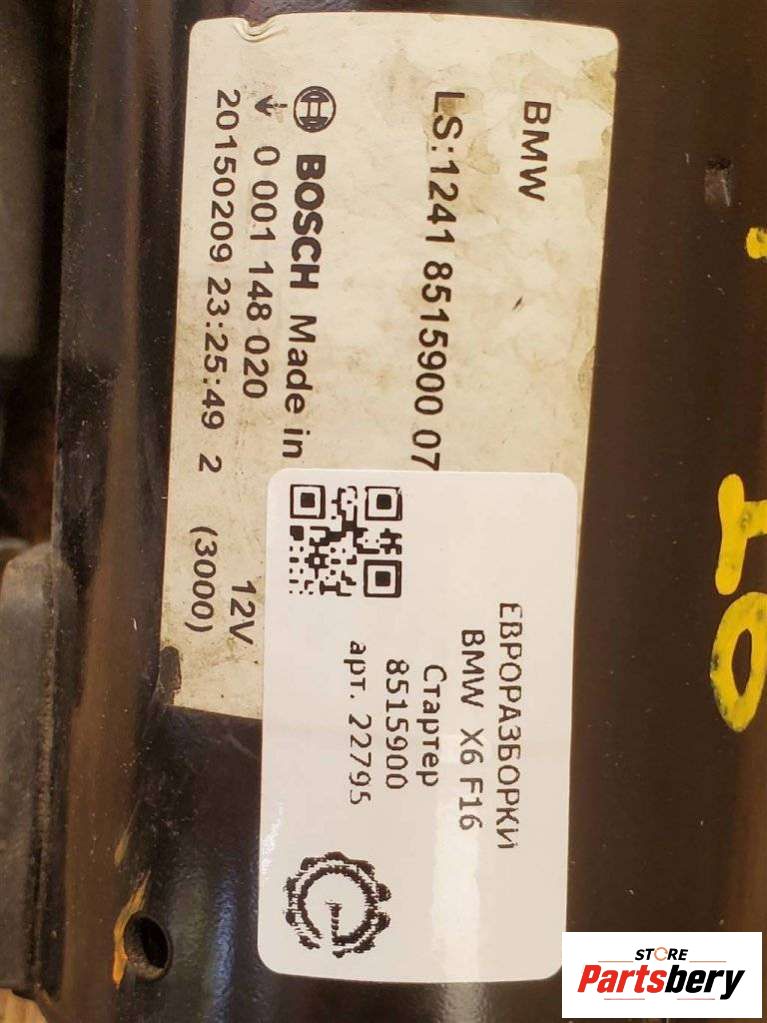 BMW
LS:1241 8515900 07
BOSCH Made in
0 001 148 020
12V
20150209 23:25:49 2 (3000)
ЕВРОРАЗБОРКИ
BMW X6 F16
Стартер
8515900
арт. 22795
10
STORE
Partsbery